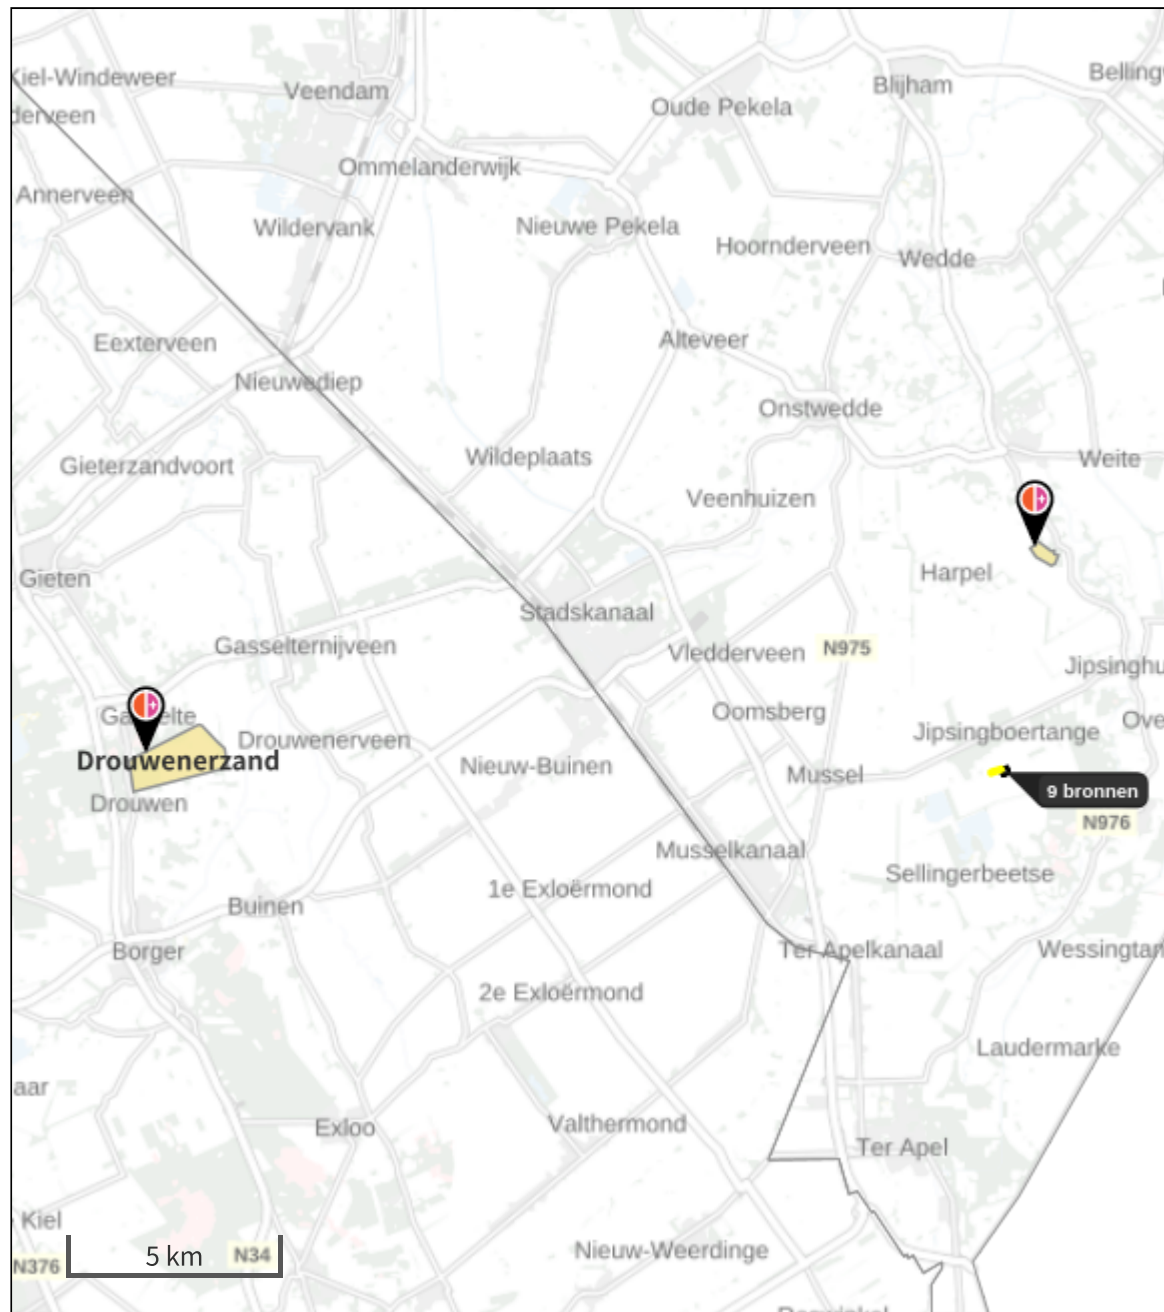 Kiel-Windeweer
Veendam
Oude Pekela
Blijham
derveen
Ommelanderwijk
Annerveen
Wildervank
Nieuwe Pekela
Hoornderveen
Wedde
Eexterveen
Alteveer
Nieuwediep
Onstwedde
Gieterzandvoort
Wildeplaats
Weite
Veenhuizen
Harpel
Gieten
Stadskanaal
Gasselternijveen
Vledderveen
N975
Jipsinghu
Oomsberg
Drouwenerveen
Jipsingboertange
Ove
Drouwenerzand
Nieuw-Buinen
Mussel
9 bronnen
Drouwen
N976
Musselkanaal
Sellingerbeetse
1e Exloërmond
Buinen
Borger
Ter Apelkanaal
Wessingtan
2e Exloërmond
Laudermarke
aar
Valthermond
Exloo
Ter Apel
Kiel
5 km
N34
N376
Nieuw-Weerdinge